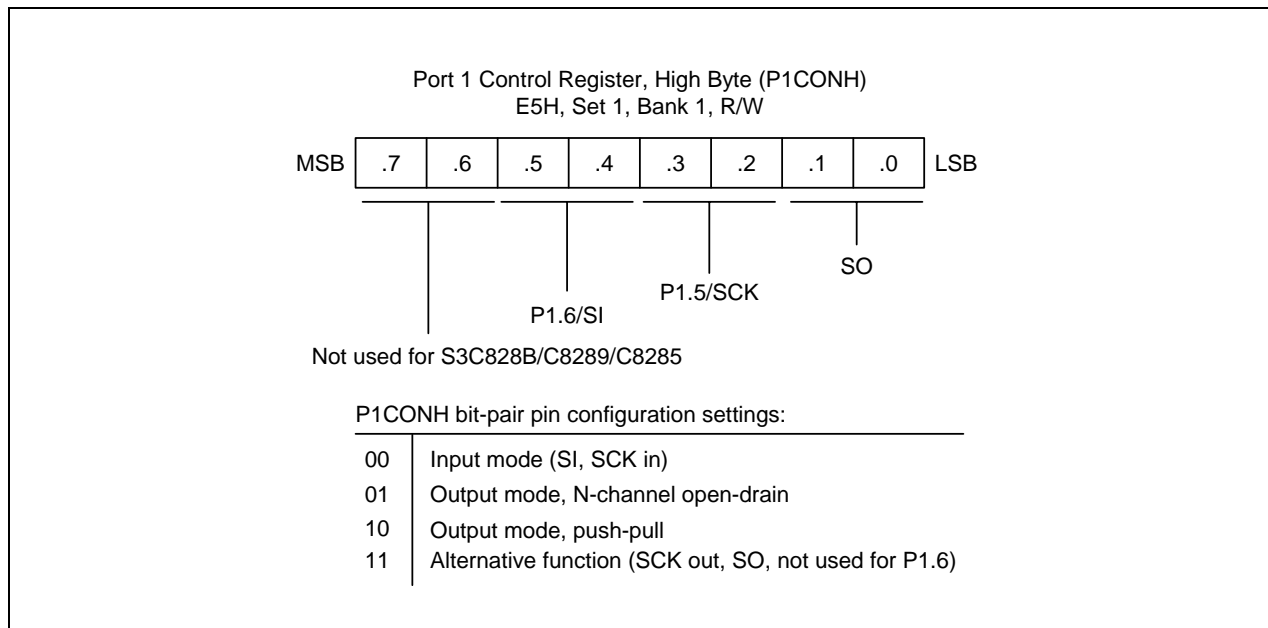 Port 1 Control Register, High Byte (P1CONH)
E5H, Set 1, Bank 1, R/W
MSB .7 .6 .5 .4 .3 .2 .1 .0 LSB
SO
P1.5/SCK
P1.6/SI
Not used for S3C828B/C8289/C8285
P1CONH bit-pair pin configuration settings:
00 Input mode (SI, SCK in)
01 Output mode, N-channel open-drain
10 Output mode, push-pull
11 Alternative function (SCK out, SO, not used for P1.6)